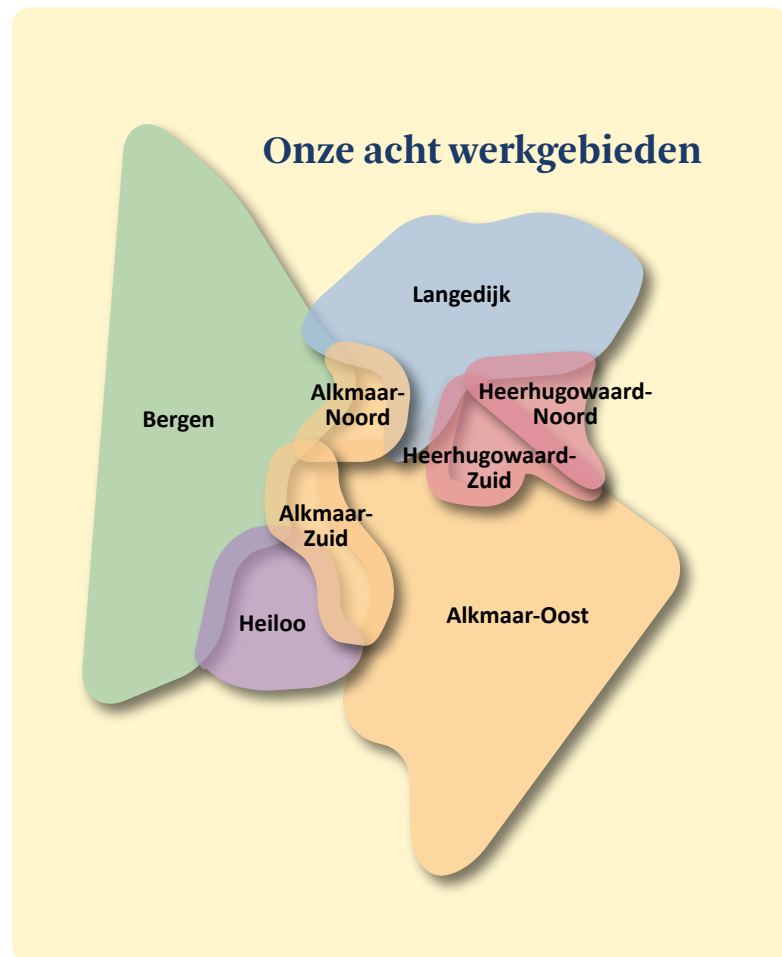 Onze acht werkgebieden
Langedijk
Alkmaar-
Noord
Heerhugowaard-
Noord
Bergen
Heerhugowaard-
Zuid
Alkmaar-
Zuid
Heiloo
Alkmaar-Oost